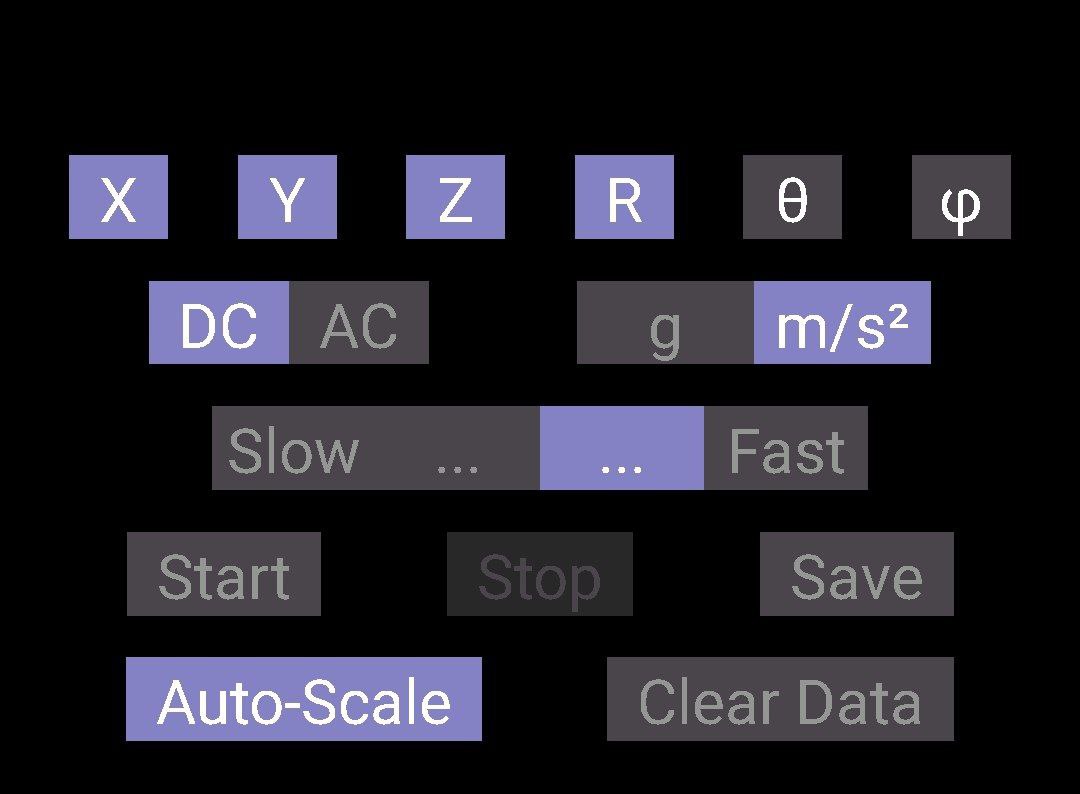 X Y Z R θ φ
DC AC g m/s²
Slow ... ... Fast
Start Stop Save
Auto-Scale Clear Data